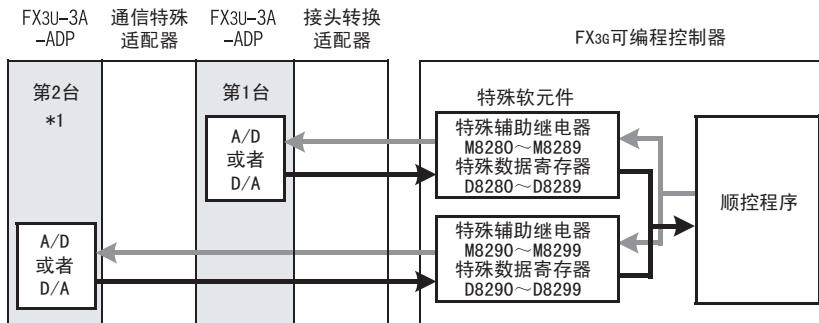 FX3U-3A
-ADP
通信特殊
适配器
FX3U-3A
-ADP
接头转换
适配器
FX3G可编程控制器
第2台
*1
第1台
A/D
或者
D/A
特殊软元件
特殊辅助继电器
M8280～M8289
特殊数据寄存器
D8280～D8289
顺控程序
A/D
或者
D/A
特殊辅助继电器
M8290～M8299
特殊数据寄存器
D8290～D8299